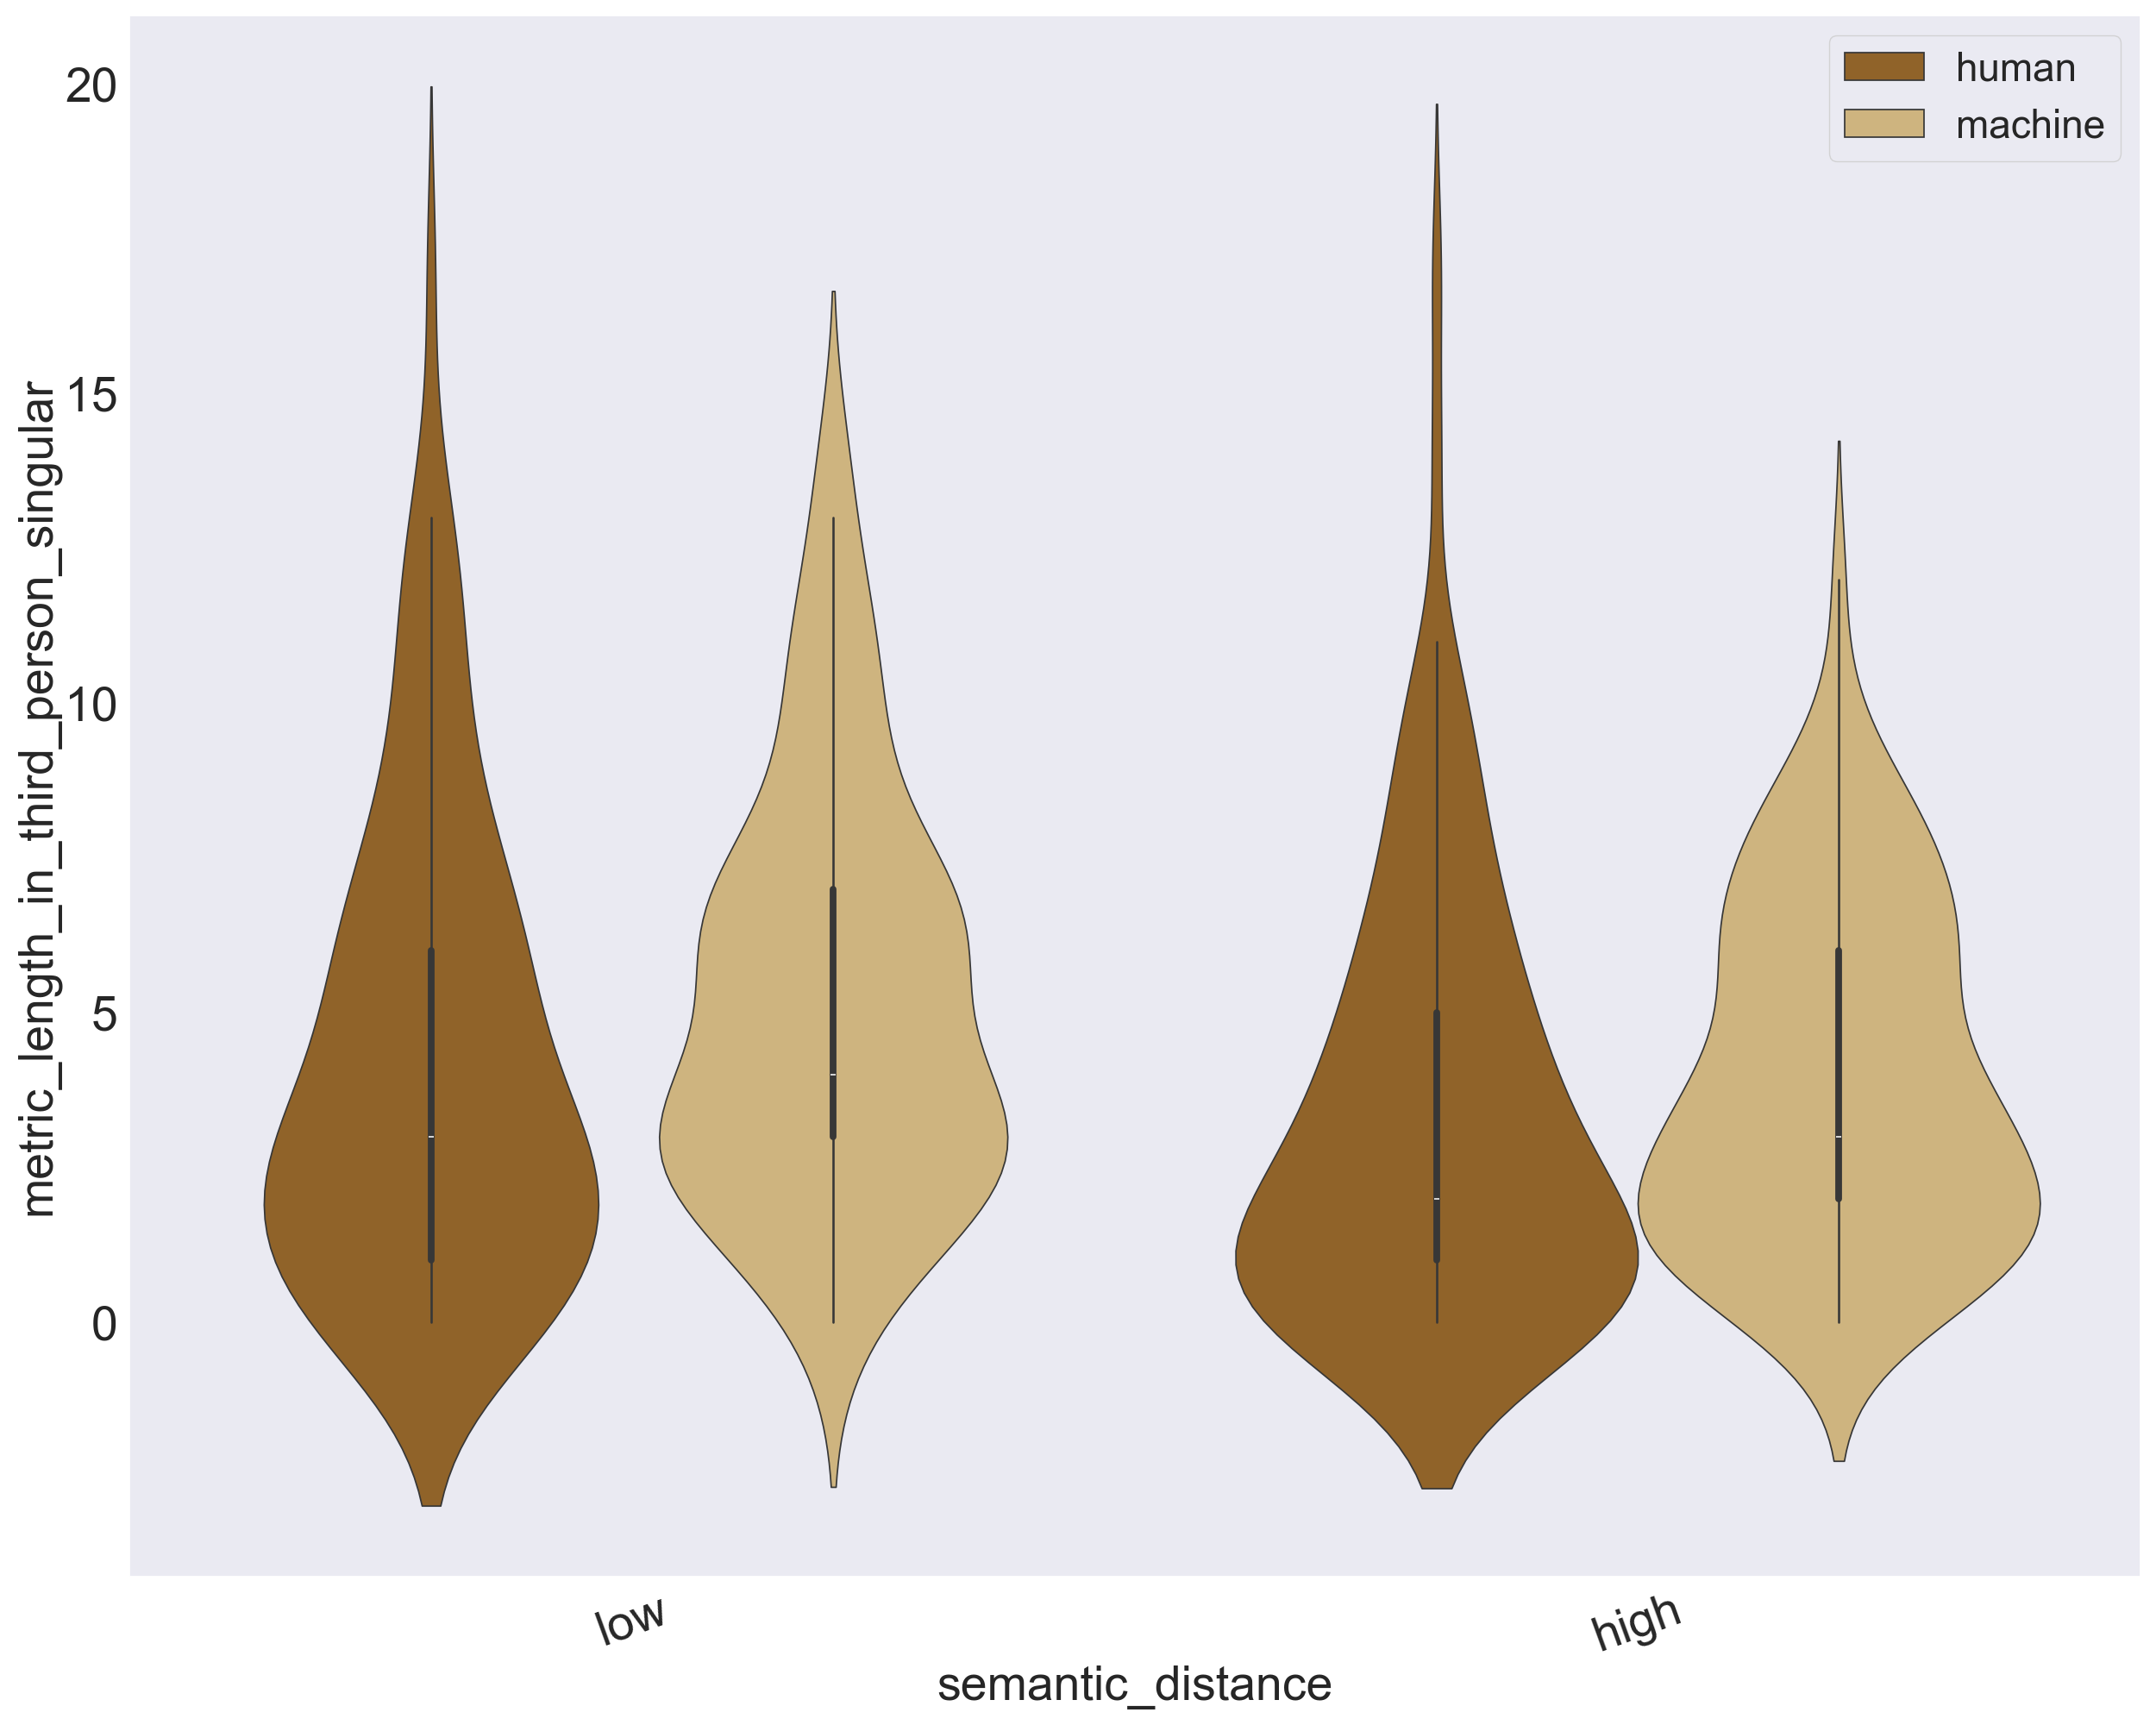 human
machine
metric_length_in_third_person_singular
20
15
10
5
0
low
high
semantic_distance